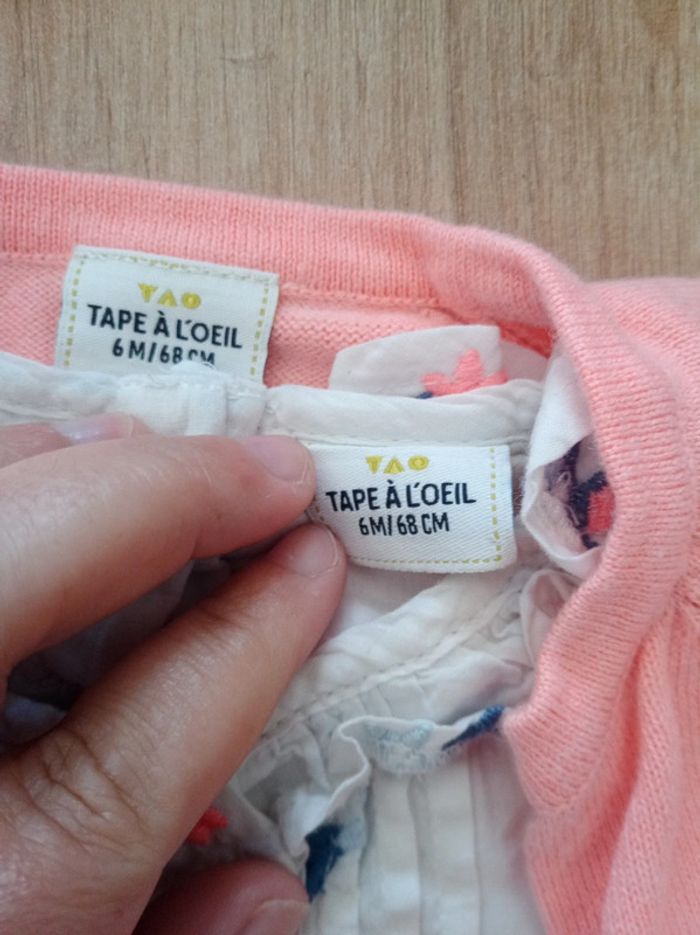 TAO
TAPE À L'OEIL
6M/68CM
TAO
TAPE À L'OEIL
6M/68CM